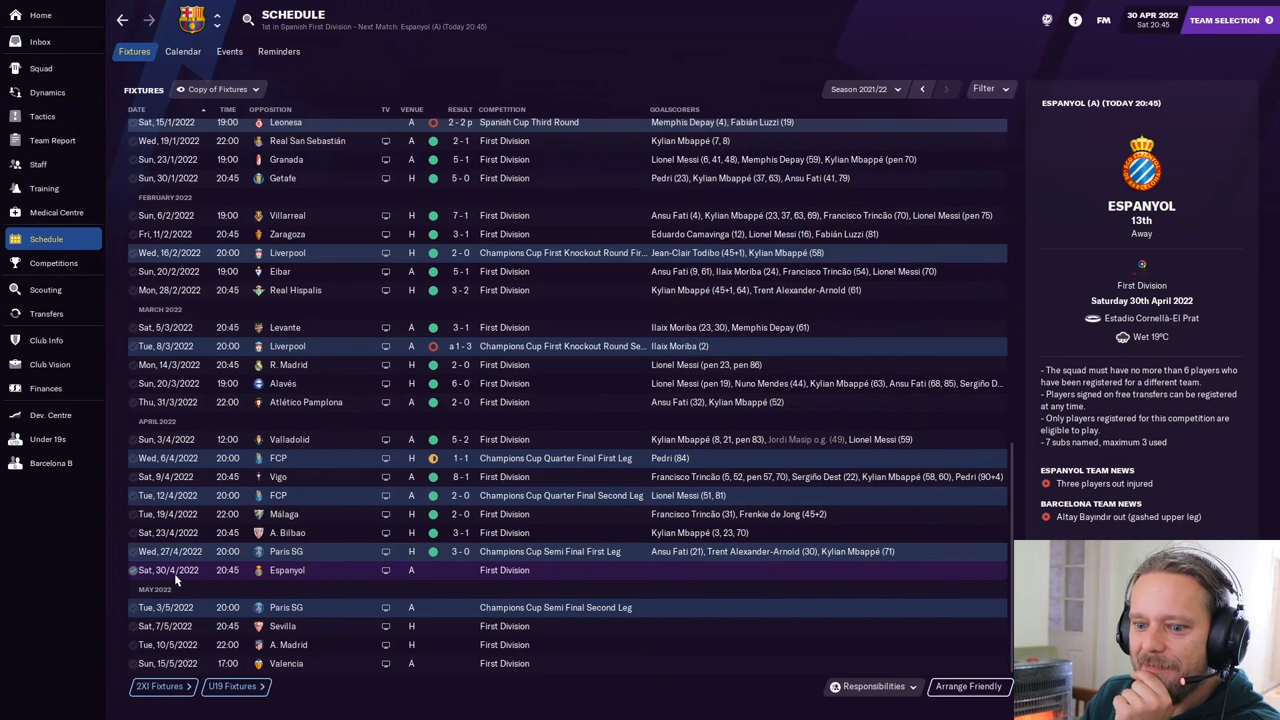 Home
Inbox
Squad
Dynamics
Tactics
Team Report
Staff
Training
Medical Centre
Schedule
Competitions
Scouting
Transfers
Club Info
Club Vision
Finances
Dev. Centre
Under 19s
Barcelona B
SCHEDULE
1st in Spanish First Division - Next Match: Espanyol (A) (Today 20:45)
FM
30 APR 2022
Sat 20:45
TEAM SELECTION
Fixtures Calendar Events Reminders
FIXTURES Copy of Fixtures Season 2021/22 Filter
DATE TIME OPPOSITION TV VENUE RESULT COMPETITION GOALSCORERS
Sat, 15/1/2022 19:00 Leonesa A 2 - 2 p Spanish Cup Third Round Memphis Depay (4), Fabián Luzzi (19)
Wed, 19/1/2022 22:00 Real San Sebastián A 2 - 1 First Division Kylian Mbappé (7, 8)
Sun, 23/1/2022 19:00 Granada A 5 - 1 First Division Lionel Messi (6, 41, 48), Memphis Depay (59), Kylian Mbappé (pen 70)
Sun, 30/1/2022 20:45 Getafe A 5 - 0 First Division Pedri (23), Kylian Mbappé (37, 63), Ansu Fati (41, 79)
FEBRUARY 2022
Sun, 6/2/2022 19:00 Villarreal H 7 - 1 First Division Ansu Fati (4), Kylian Mbappé (23, 37, 63, 69), Francisco Trincão (70), Lionel Messi (pen 75)
Fri, 11/2/2022 20:45 Zaragoza H 3 - 1 First Division Eduardo Camavinga (12), Lionel Messi (16), Fabián Luzzi (81)
Wed, 16/2/2022 20:00 Liverpool H 2 - 0 Champions Cup First Knockout Round Fir... Jean-Clair Todibo (45+1), Kylian Mbappé (58)
Sun, 20/2/2022 19:00 Eibar A 5 - 1 First Division Ansu Fati (9, 61), Ilaix Moriba (24), Francisco Trincão (54), Lionel Messi (70)
Mon, 28/2/2022 20:45 Real Hispalis H 3 - 2 First Division Kylian Mbappé (45+1, 64), Trent Alexander-Arnold (61)
MARCH 2022
Sat, 5/3/2022 20:45 Levante A 3 - 1 First Division Ilaix Moriba (23, 30), Memphis Depay (61)
Tue, 8/3/2022 20:00 Liverpool A a 1 - 3 Champions Cup First Knockout Round Se... Ilaix Moriba (2)
Mon, 14/3/2022 20:45 R. Madrid H 2 - 0 First Division Lionel Messi (pen 23, pen 86)
Sun, 20/3/2022 19:00 Alavés A 6 - 0 First Division Lionel Messi (pen 19), Nuno Mendes (44), Kylian Mbappé (63), Ansu Fati (68, 85), Sergiño D...
Thu, 31/3/2022 22:00 Atlético Pamplona A 2 - 0 First Division Ansu Fati (32), Kylian Mbappé (52)
APRIL 2022
Sun, 3/4/2022 12:00 Valladolid A 5 - 2 First Division Kylian Mbappé (8, 21, pen 83), Jordi Masip o.g. (49), Lionel Messi (59)
Wed, 6/4/2022 20:00 FCP H 1 - 1 Champions Cup Quarter Final First Leg Pedri (84)
Sat, 9/4/2022 20:45 Vigo A 8 - 1 First Division Francisco Trincão (5, 52, pen 57, 70), Sergiño Dest (22), Kylian Mbappé (58, 60), Pedri (90+4)
Tue, 12/4/2022 20:00 FCP A 2 - 0 Champions Cup Quarter Final Second Leg Lionel Messi (51, 81)
Tue, 19/4/2022 22:00 Málaga H 2 - 0 First Division Francisco Trincão (31), Frenkie de Jong (45+2)
Sat, 23/4/2022 20:45 A. Bilbao H 3 - 1 First Division Kylian Mbappé (3, 23, 70)
Wed, 27/4/2022 20:00 Paris SG H 3 - 0 Champions Cup Semi Final First Leg Ansu Fati (21), Trent Alexander-Arnold (30), Kylian Mbappé (71)
Sat, 30/4/2022 20:45 Espanyol A First Division
MAY 2022
Tue, 3/5/2022 20:00 Paris SG A Champions Cup Semi Final Second Leg
Sat, 7/5/2022 20:45 Sevilla H First Division
Tue, 10/5/2022 22:00 A. Madrid H First Division
Sun, 15/5/2022 17:00 Valencia A First Division
2XI Fixtures U19 Fixtures Responsibilities Arrange Friendly
ESPANYOL (A) (TODAY 20:45)
ESPANYOL
13th
Away
First Division
Saturday 30th April 2022
Estadio Cornellà-El Prat
Wet 19ºC
- The squad must have no more than 6 players who
have been registered for a different team.
- Players signed on free transfers can be registered
at any time.
- Only players registered for this competition are
eligible to play.
- 7 subs named, maximum 3 used
ESPANYOL TEAM NEWS
Three players out injured
BARCELONA TEAM NEWS
Altay Bayındır out (gashed upper leg)